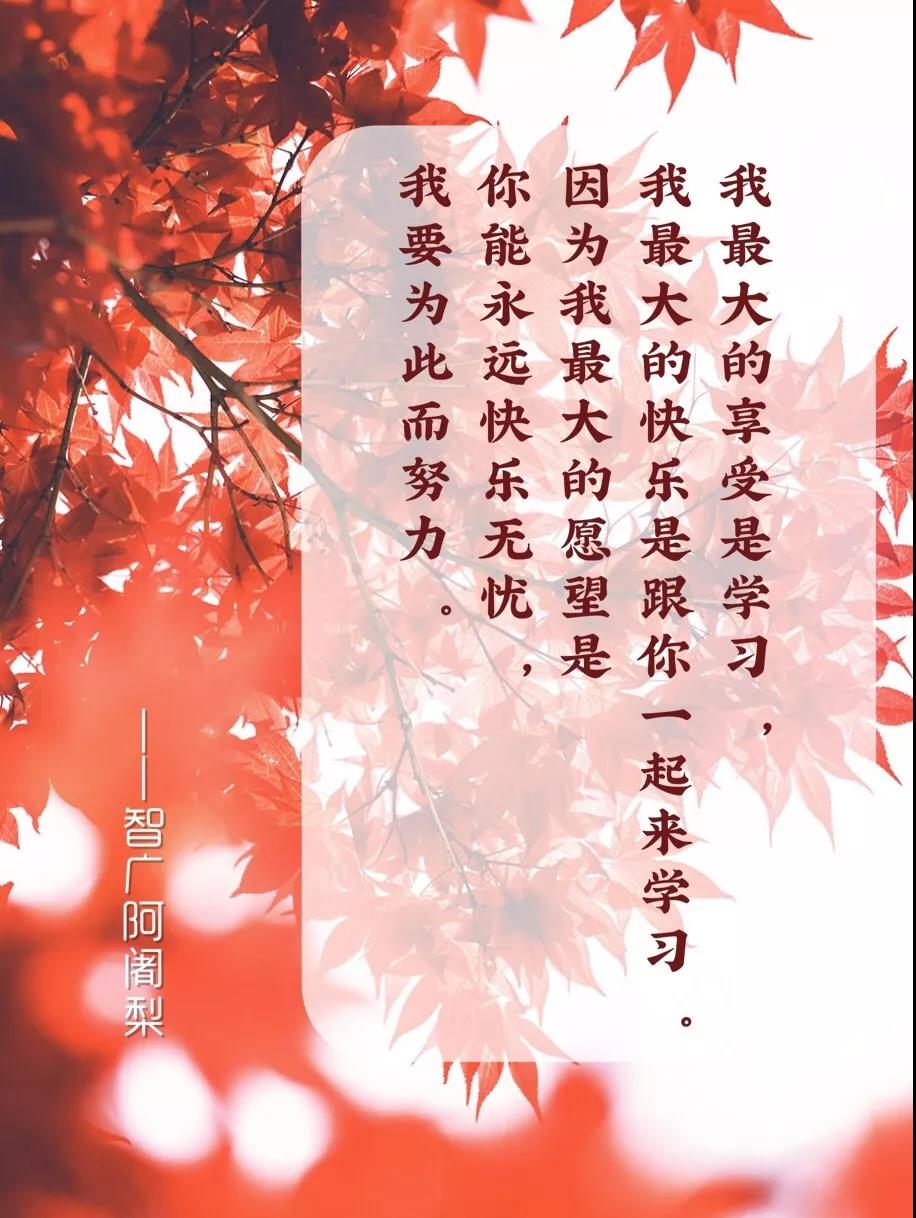 我最大的享受是学习，
我最大的快乐是跟你一起来学习。
因为我最大的愿望是
你能永远快乐无忧，
我要为此而努力。
——智广阿阇梨